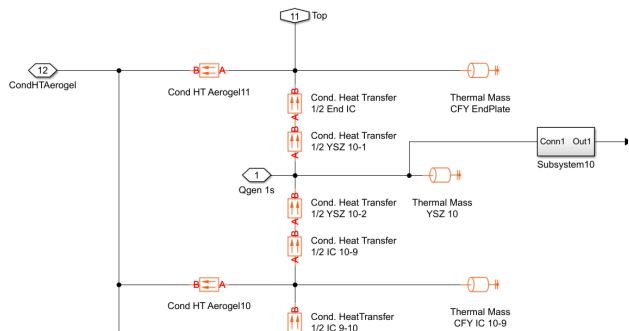 11 Top
12
CondHTAerogel
B A
Cond HT Aerogel11
B
Cond. Heat Transfer
1/2 End IC
A
Thermal Mass
CFY EndPlate
B
Cond. Heat Transfer
1/2 YSZ 10-1
A
Conn1 Out1
Subsystem10
1
Qgen 1s
B
Cond. Heat Transfer
1/2 YSZ 10-2
A
Thermal Mass
YSZ 10
B
Cond. Heat Transfer
1/2 IC 10-9
A
B A
Cond HT Aerogel10
Thermal Mass
CFY IC 10-9
B
Cond. HeatTransfer
1/2 IC 9-10